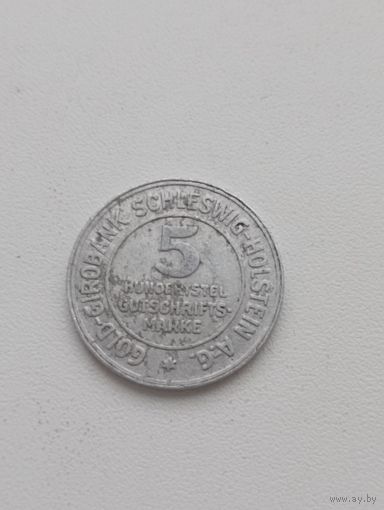 GOLD-GIROBANK SCHLESWIG-HOLSTEIN A.-G.
5
HUNDERTSTEL
GUTSCHRIFTS-
MARKE
www.ay.by